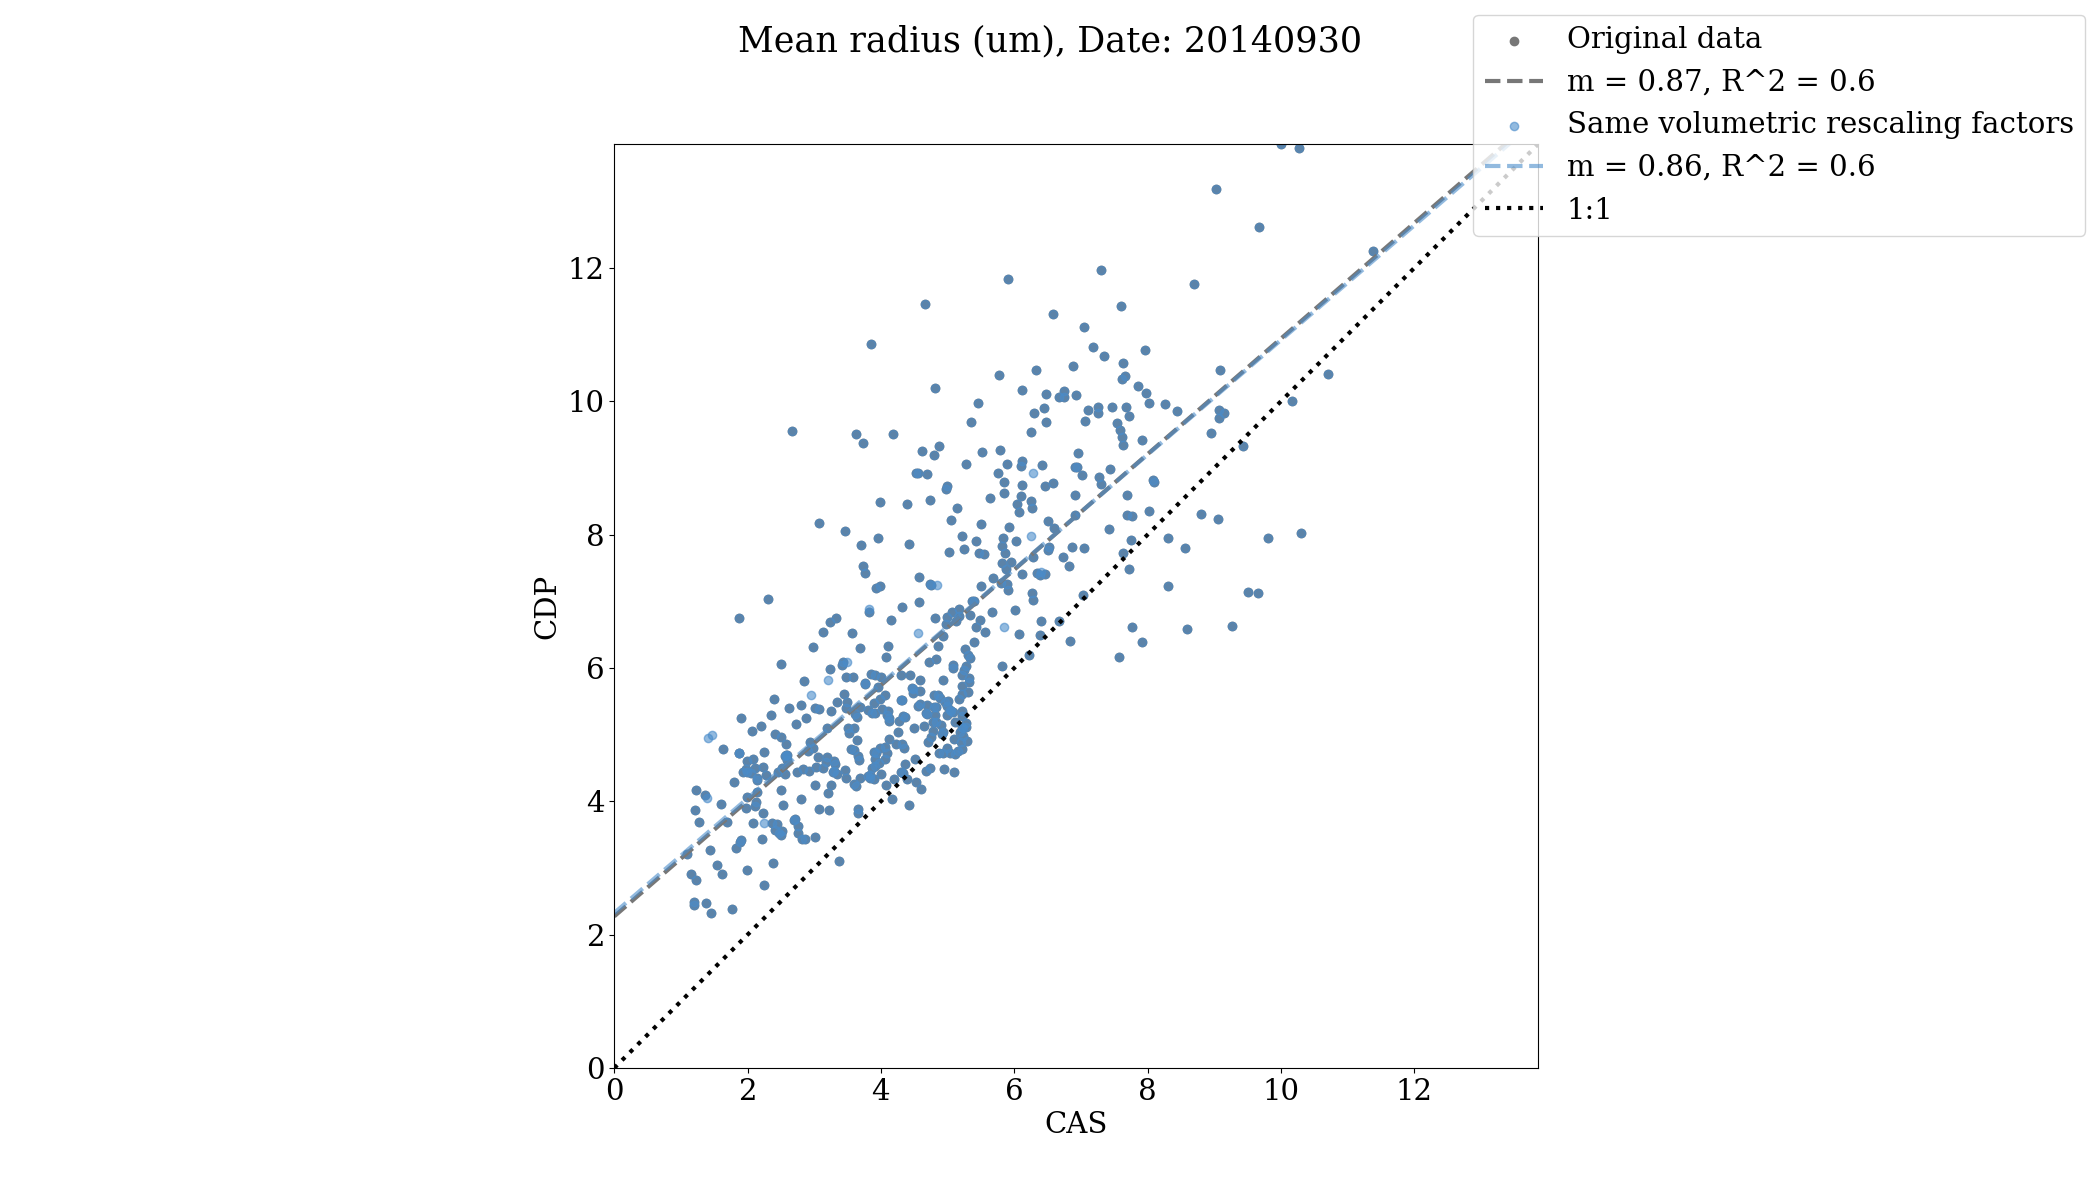 Mean radius (um), Date: 20140930
Original data
m = 0.87, R^2 = 0.6
Same volumetric rescaling factors
m = 0.86, R^2 = 0.6
1:1
12
10
8
6
4
2
0
CDP
0 2 4 6 8 10 12
CAS